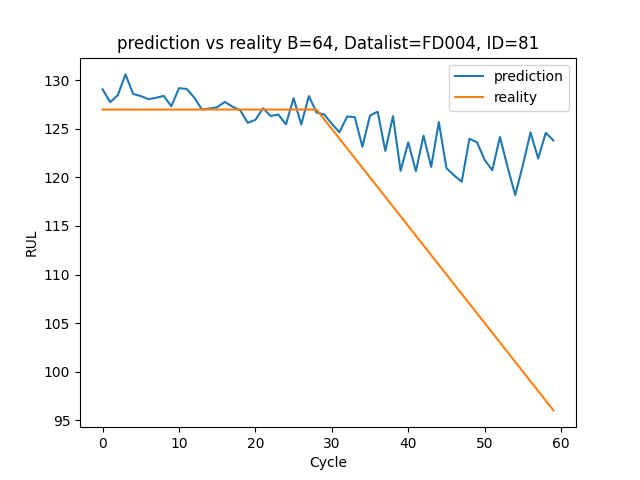 prediction vs reality B=64, Datalist=FD004, ID=81
prediction
reality
RUL
130
125
120
115
110
105
100
95
0 10 20 30 40 50 60
Cycle